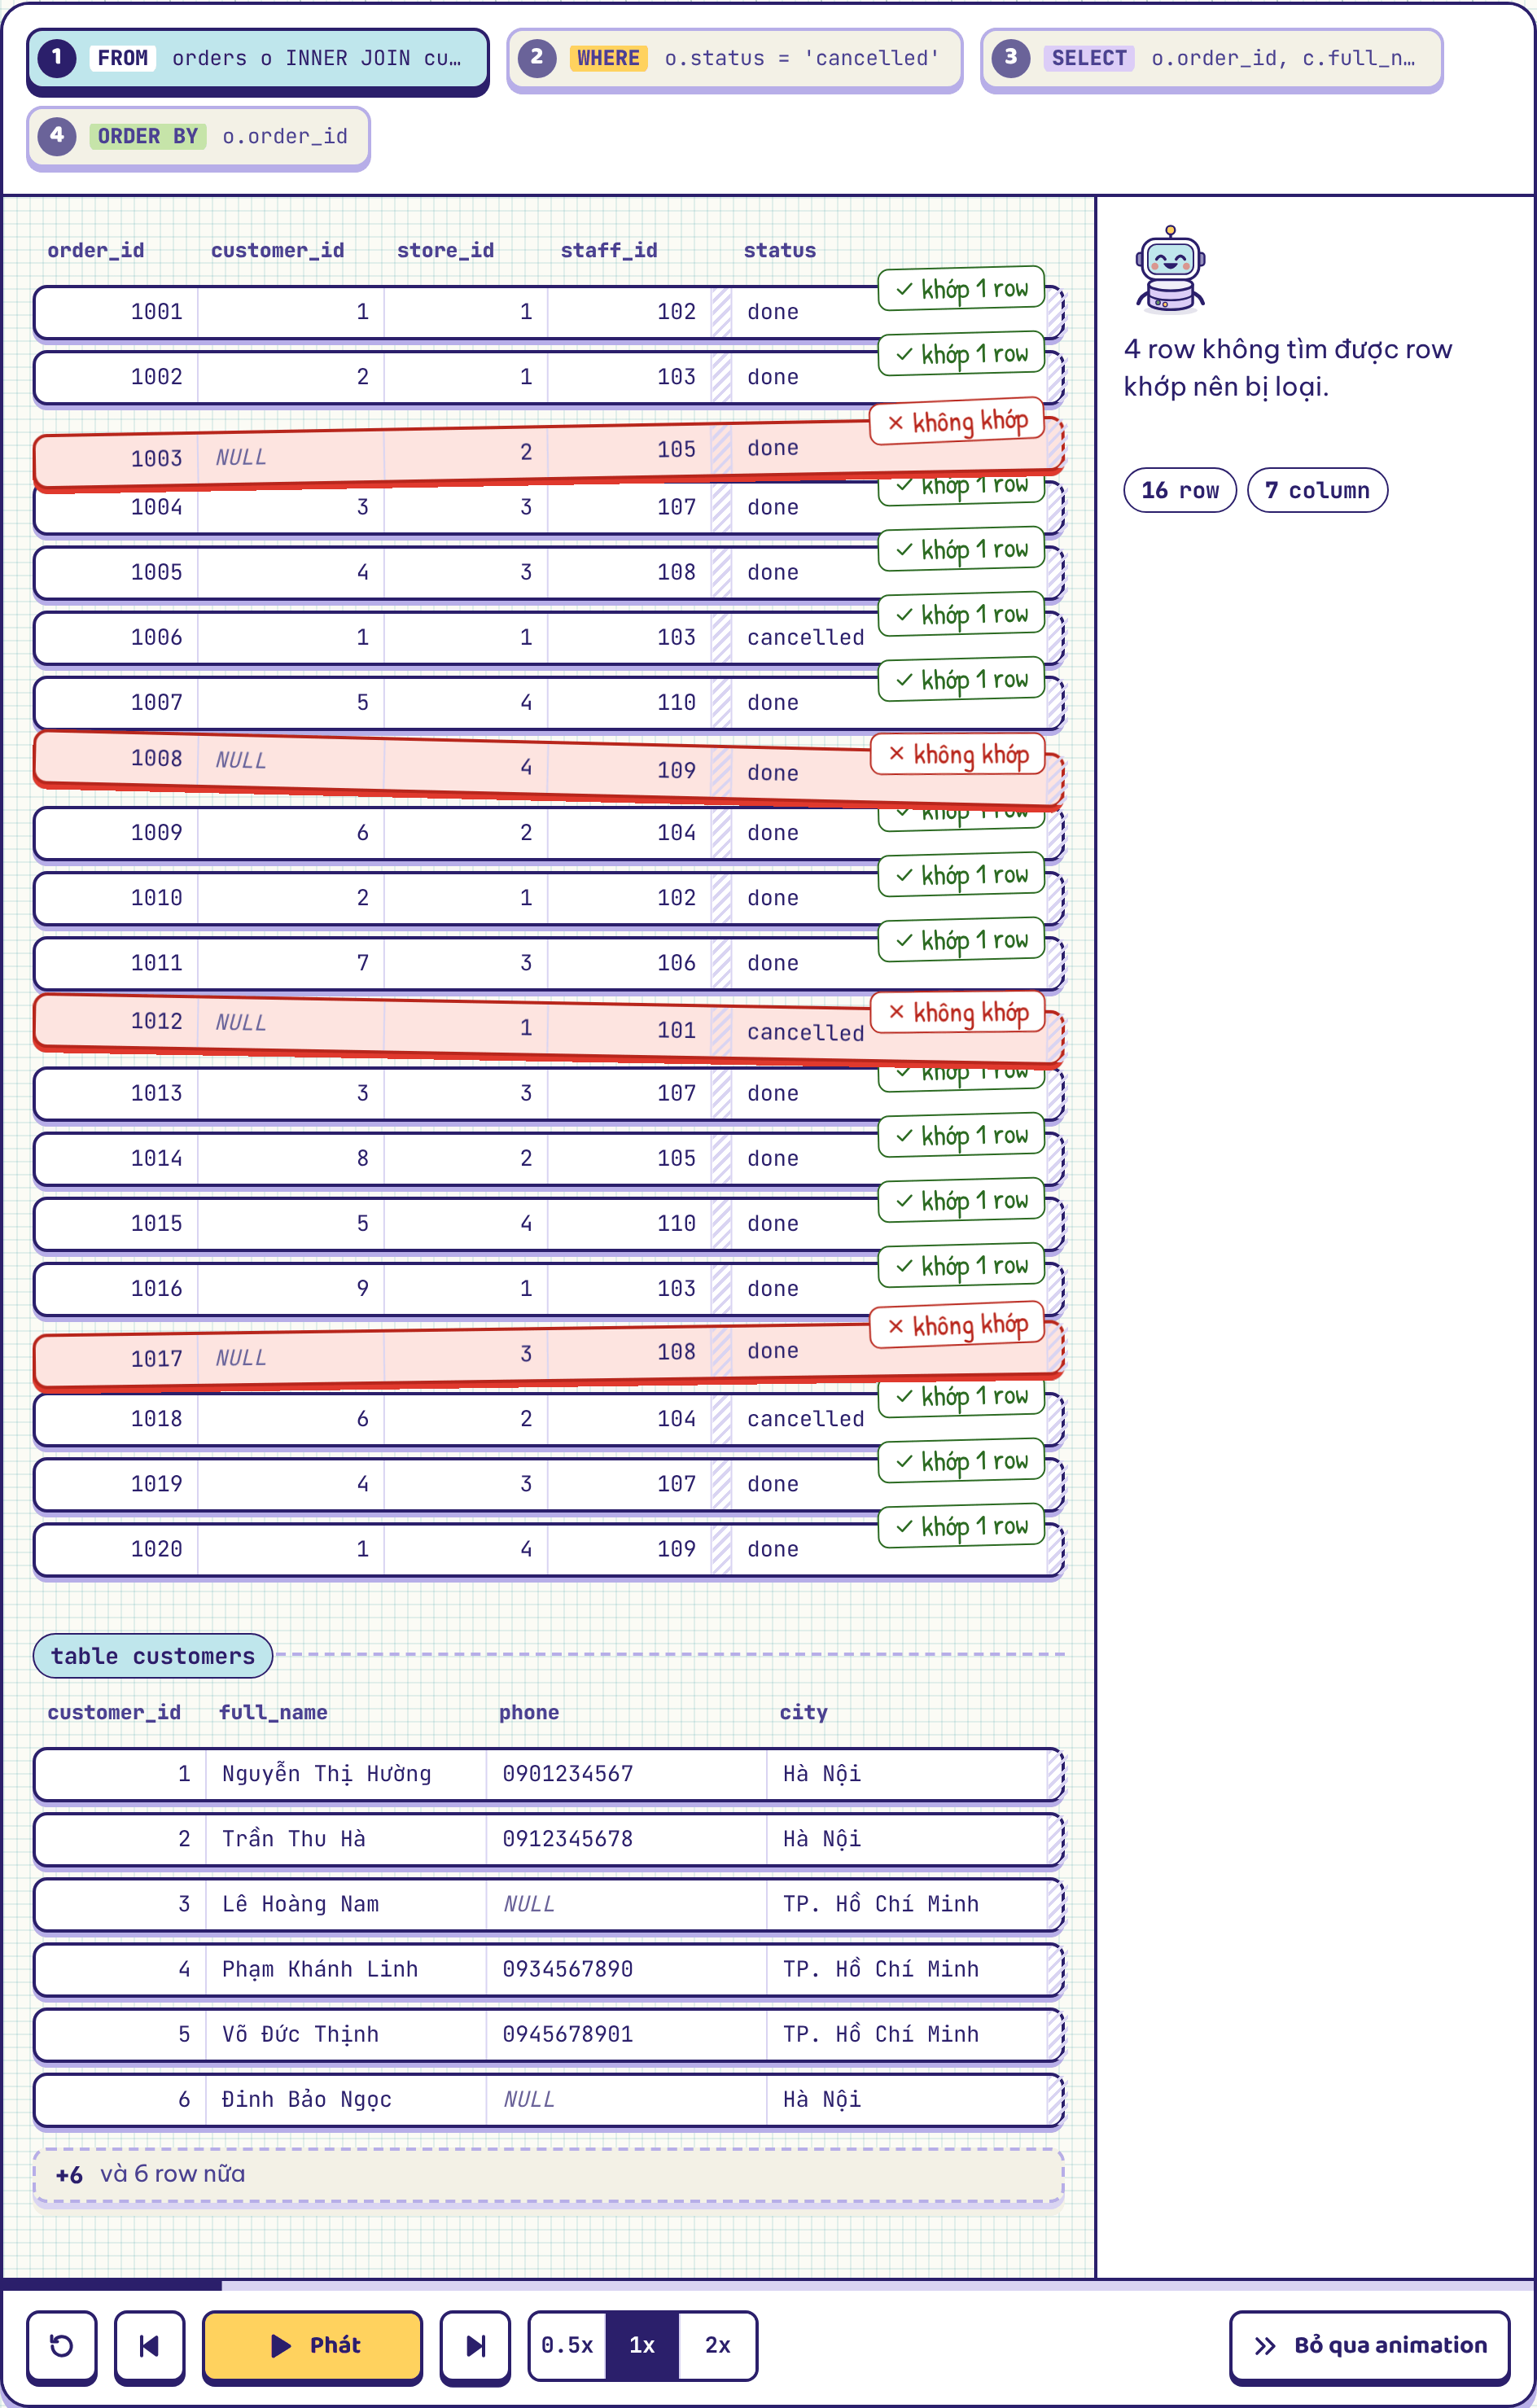 1 FROM orders o INNER JOIN cu…
2 WHERE o.status = 'cancelled'
3 SELECT o.order_id, c.full_n…
4 ORDER BY o.order_id
order_id customer_id store_id staff_id status
1001 1 1 102 done ✓ khớp 1 row
1002 2 1 103 done ✓ khớp 1 row
1003 NULL 2 105 done ✕ không khớp
1004 3 3 107 done ✓ khớp 1 row
1005 4 3 108 done ✓ khớp 1 row
1006 1 1 103 cancelled ✓ khớp 1 row
1007 5 4 110 done ✓ khớp 1 row
1008 NULL 4 109 done ✕ không khớp
1009 6 2 104 done ✓ khớp 1 row
1010 2 1 102 done ✓ khớp 1 row
1011 7 3 106 done ✓ khớp 1 row
1012 NULL 1 101 cancelled ✕ không khớp
1013 3 3 107 done ✓ khớp 1 row
1014 8 2 105 done ✓ khớp 1 row
1015 5 4 110 done ✓ khớp 1 row
1016 9 1 103 done ✓ khớp 1 row
1017 NULL 3 108 done ✕ không khớp
1018 6 2 104 cancelled ✓ khớp 1 row
1019 4 3 107 done ✓ khớp 1 row
1020 1 4 109 done ✓ khớp 1 row
table customers
customer_id full_name phone city
1 Nguyễn Thị Hường 0901234567 Hà Nội
2 Trần Thu Hà 0912345678 Hà Nội
3 Lê Hoàng Nam NULL TP. Hồ Chí Minh
4 Phạm Khánh Linh 0934567890 TP. Hồ Chí Minh
5 Võ Đức Thịnh 0945678901 TP. Hồ Chí Minh
6 Đinh Bảo Ngọc NULL Hà Nội
+6 và 6 row nữa
4 row không tìm được row
khớp nên bị loại.
16 row 7 column
Phát 0.5x 1x 2x Bỏ qua animation